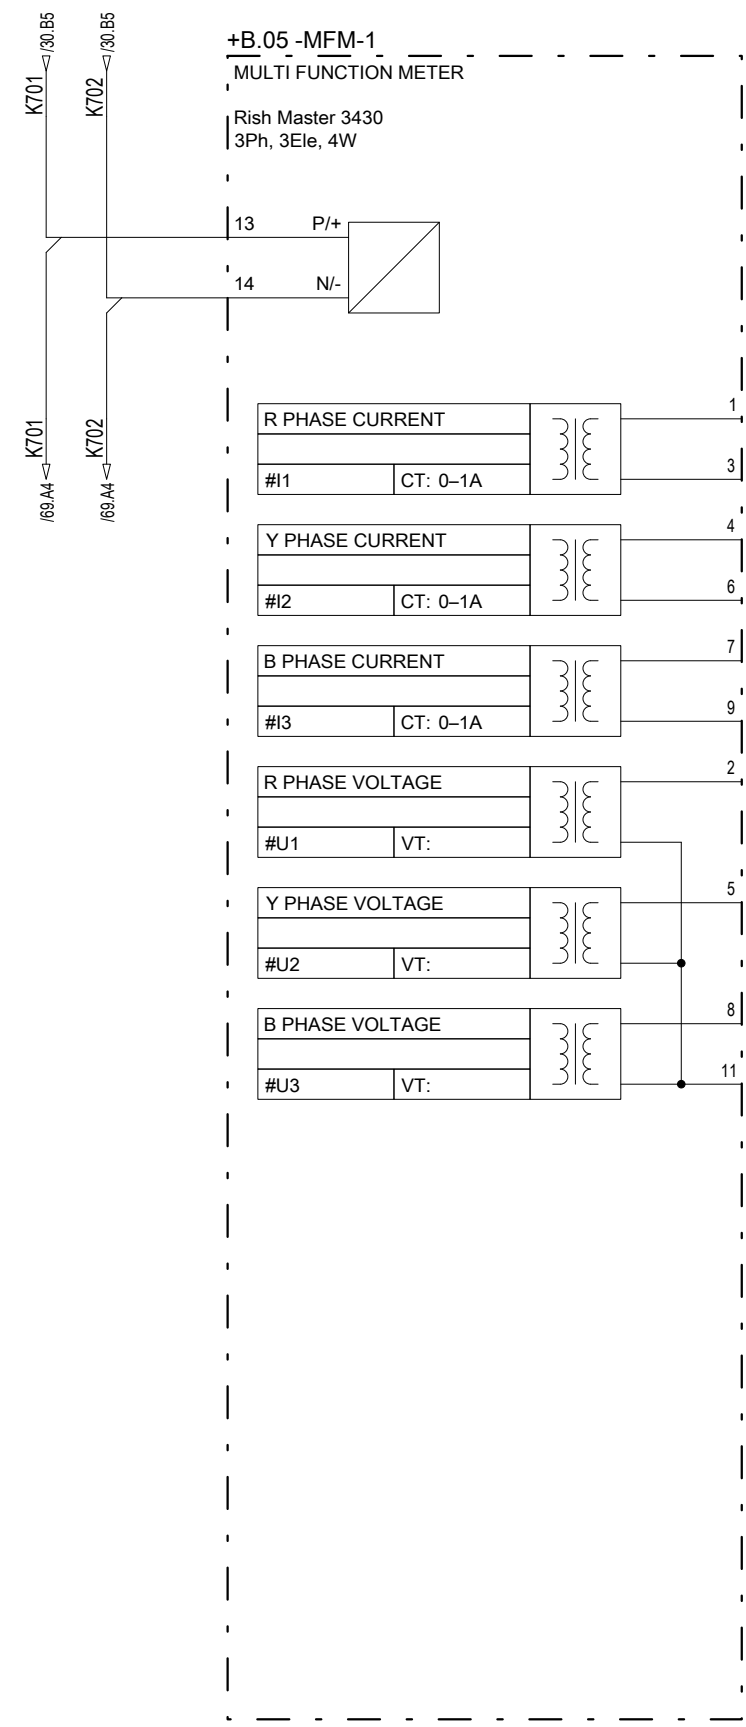 /30.B5
/30.B5
K701
K702
+B.05 -MFM-1
MULTI FUNCTION METER
Rish Master 3430
3Ph, 3Ele, 4W
13 P/+
14 N/-
K701
K702
/69.A4
/69.A4
R PHASE CURRENT
#I1 CT: 0–1A
1
3
Y PHASE CURRENT
#I2 CT: 0–1A
4
6
B PHASE CURRENT
#I3 CT: 0–1A
7
9
R PHASE VOLTAGE
#U1 VT:
2
Y PHASE VOLTAGE
#U2 VT:
5
B PHASE VOLTAGE
#U3 VT:
8
11